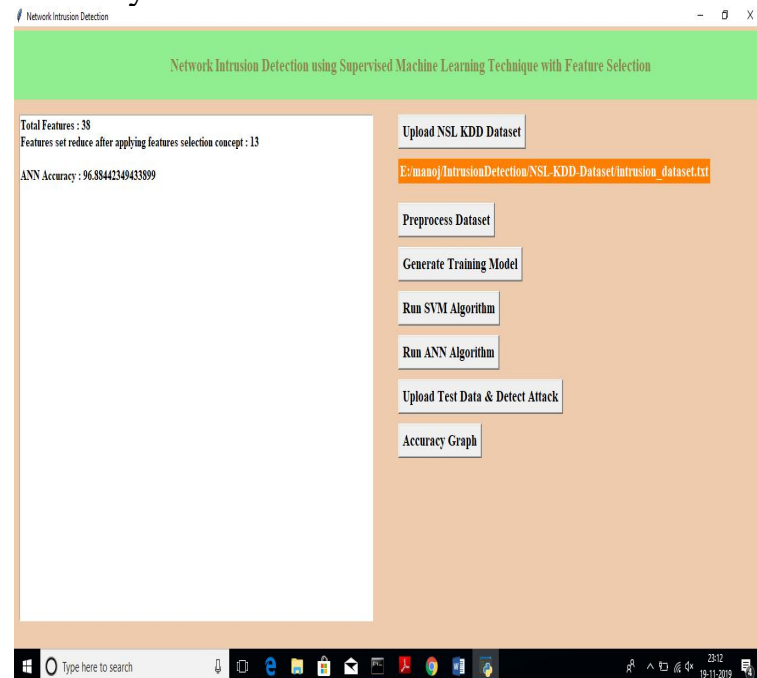 Network Intrusion Detection
Network Intrusion Detection using Supervised Machine Learning Technique with Feature Selection
Total Features : 38
Features set reduce after applying features selection concept : 13
ANN Accuracy : 96.88442349433899
Upload NSL KDD Dataset
E:/manoj/IntrusionDetection/NSL-KDD-Dataset/intrusion_dataset.txt
Preprocess Dataset
Generate Training Model
Run SVM Algorithm
Run ANN Algorithm
Upload Test Data & Detect Attack
Accuracy Graph
Type here to search
23:12
19-11-2019